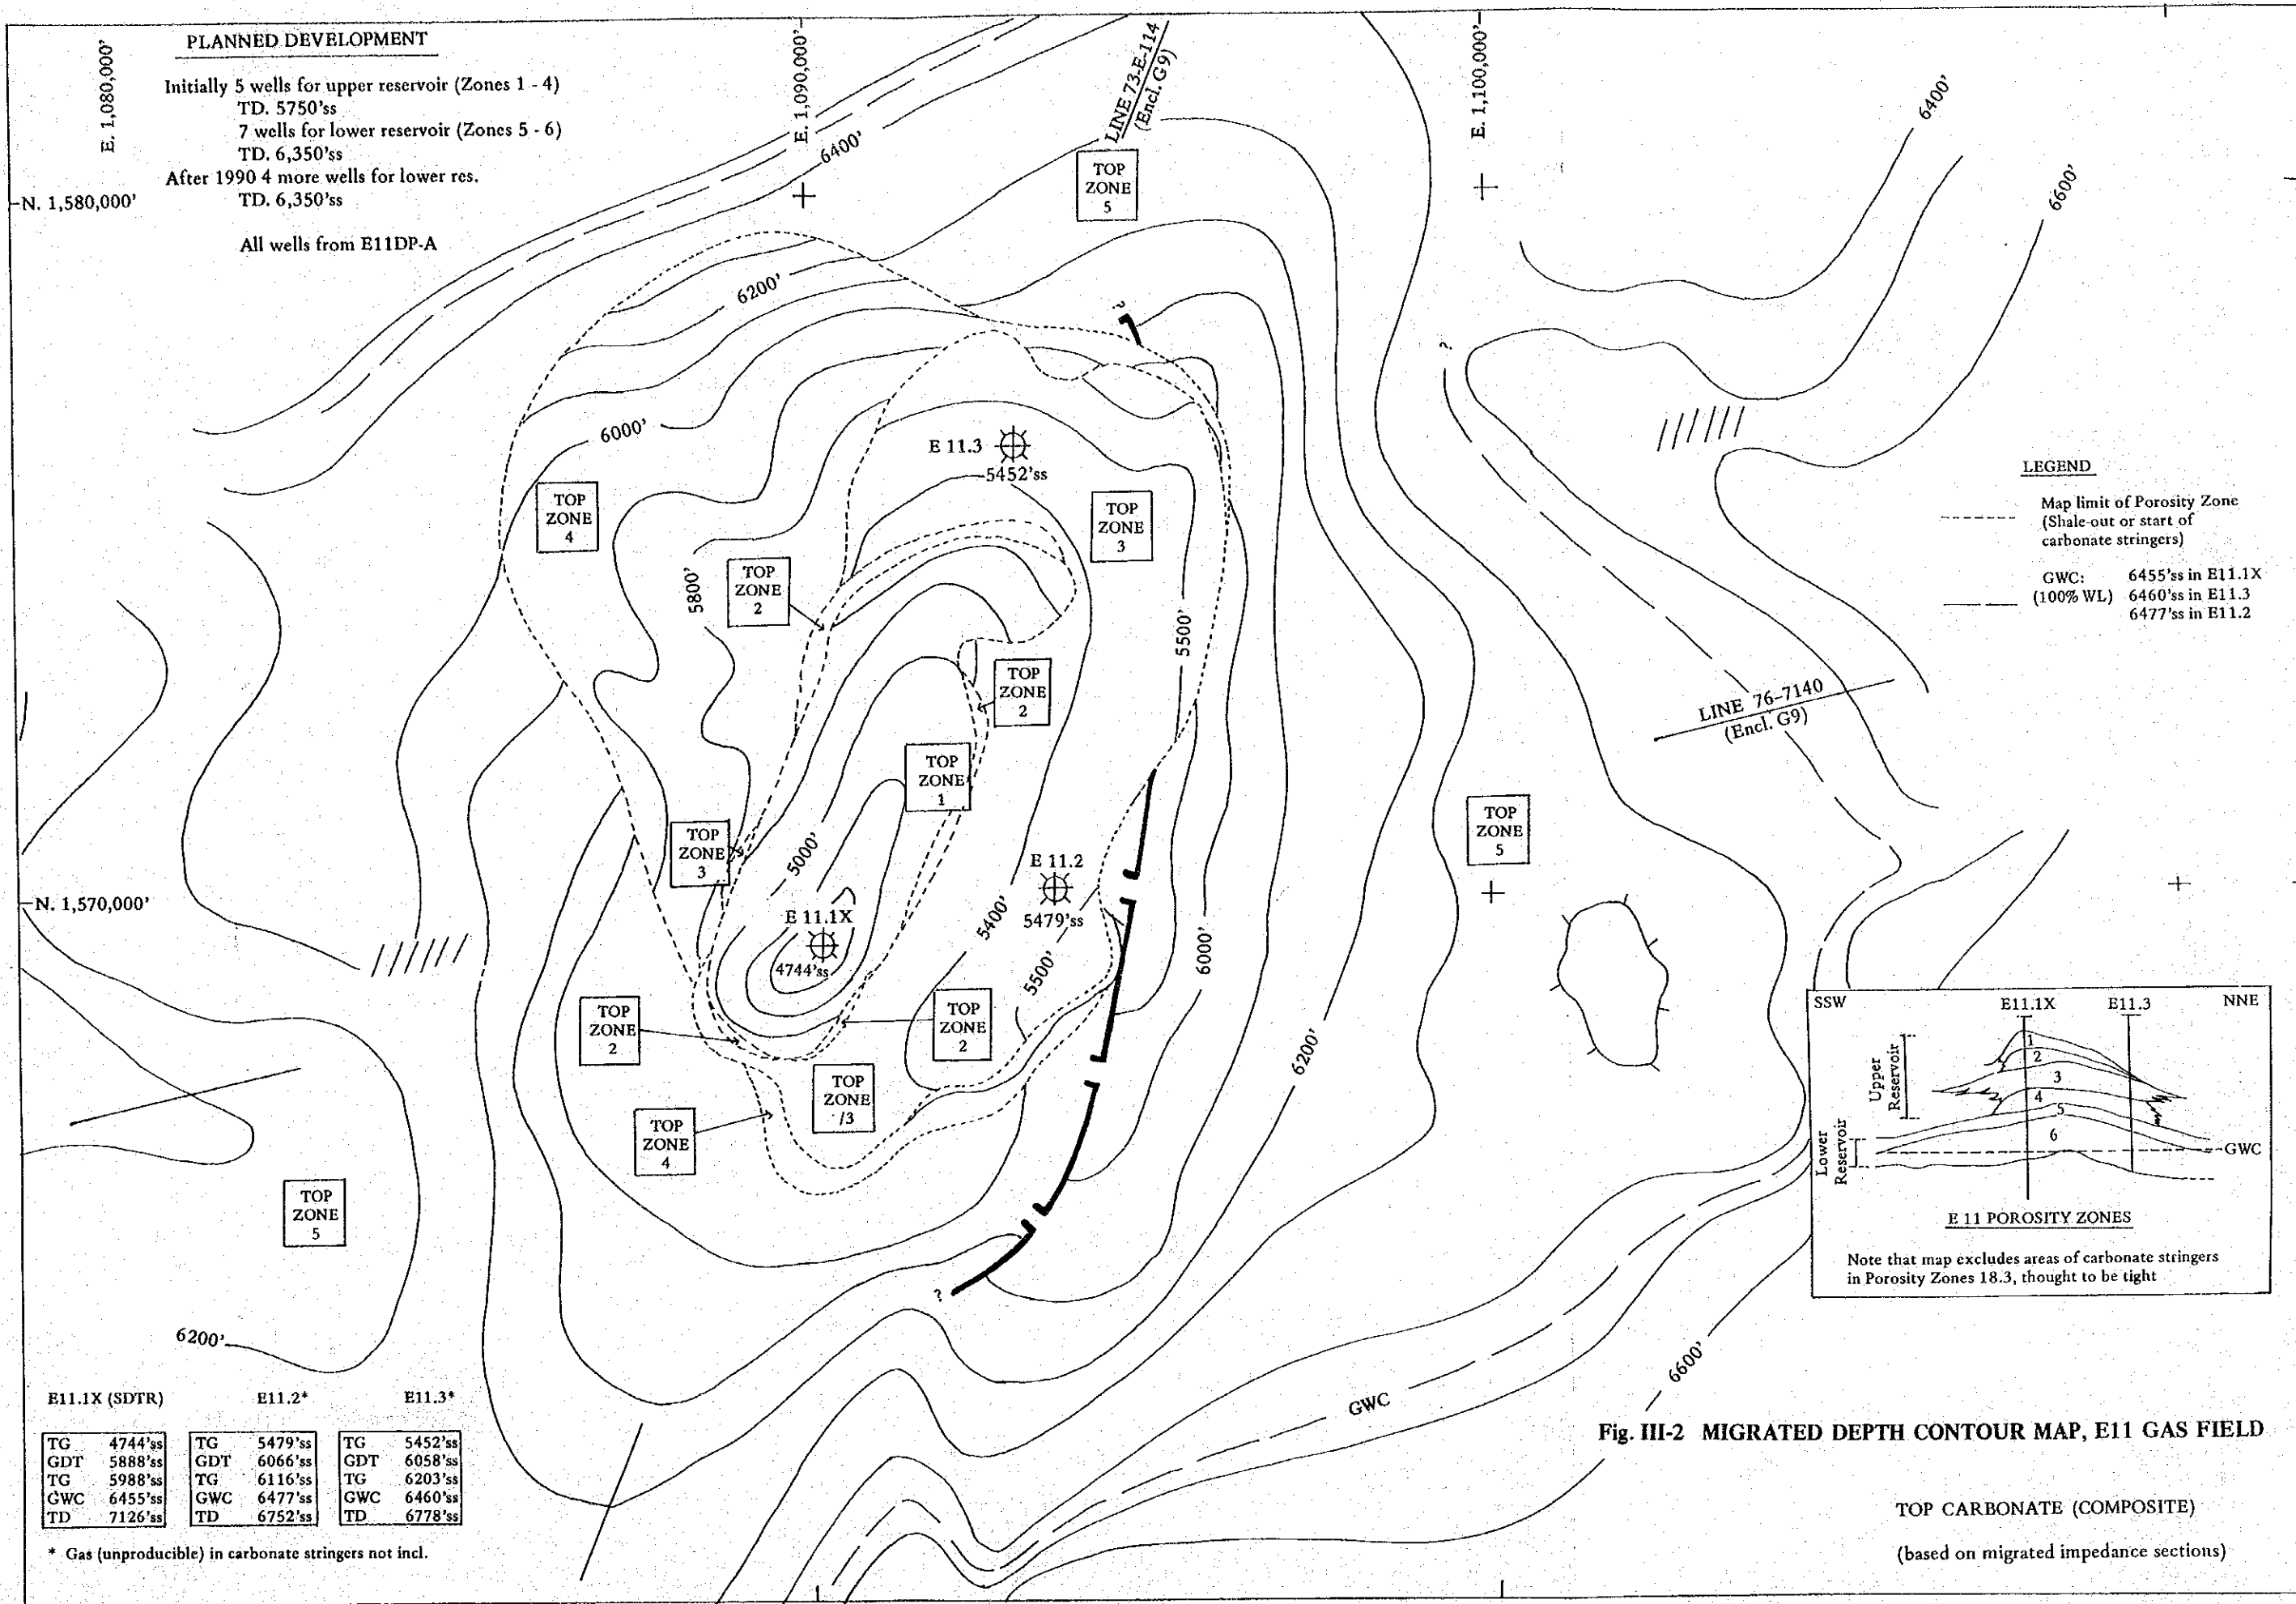 PLANNED DEVELOPMENT
Initially 5 wells for upper reservoir (Zones 1 - 4)
TD. 5750'ss
7 wells for lower reservoir (Zones 5 - 6)
TD. 6,350'ss
After 1990 4 more wells for lower res.
TD. 6,350'ss
All wells from E11DP-A
E. 1,080,000'
E. 1,090,000'
E. 1,100,000'
N. 1,580,000'
N. 1,570,000'
LINE 73-E-114
(Encl. G9)
6400'
6400'
6600'
TOP
ZONE
5
6200'
?
?
6000'
E 11.3
5452'ss
TOP
ZONE
4
TOP
ZONE
3
TOP
ZONE
2
5800'
5500'
TOP
ZONE
2
LEGEND
Map limit of Porosity Zone
(Shale-out or start of
carbonate stringers)
GWC: 6455'ss in E11.1X
(100% WL) 6460'ss in E11.3
6477'ss in E11.2
LINE 76-7140
(Encl. G9)
TOP
ZONE
1
TOP
ZONE
3
5000'
E 11.2
5479'ss
TOP
ZONE
5
E 11.1X
4744'ss
5400'
5500'
6000'
6200'
TOP
ZONE
2
TOP
ZONE
2
TOP
ZONE
/3
TOP
ZONE
4
TOP
ZONE
5
?
6200'
GWC
6600'
SSW E11.1X E11.3 NNE
Upper
Reservoir
Lower
Reservoir
1
2
3
4
5
6
GWC
E 11 POROSITY ZONES
Note that map excludes areas of carbonate stringers
in Porosity Zones 18.3, thought to be tight
E11.1X (SDTR) E11.2* E11.3*
TG 4744'ss TG 5479'ss TG 5452'ss
GDT 5888'ss GDT 6066'ss GDT 6058'ss
TG 5988'ss TG 6116'ss TG 6203'ss
GWC 6455'ss GWC 6477'ss GWC 6460'ss
TD 7126'ss TD 6752'ss TD 6778'ss
* Gas (unproducible) in carbonate stringers not incl.
Fig. III-2 MIGRATED DEPTH CONTOUR MAP, E11 GAS FIELD
TOP CARBONATE (COMPOSITE)
(based on migrated impedance sections)